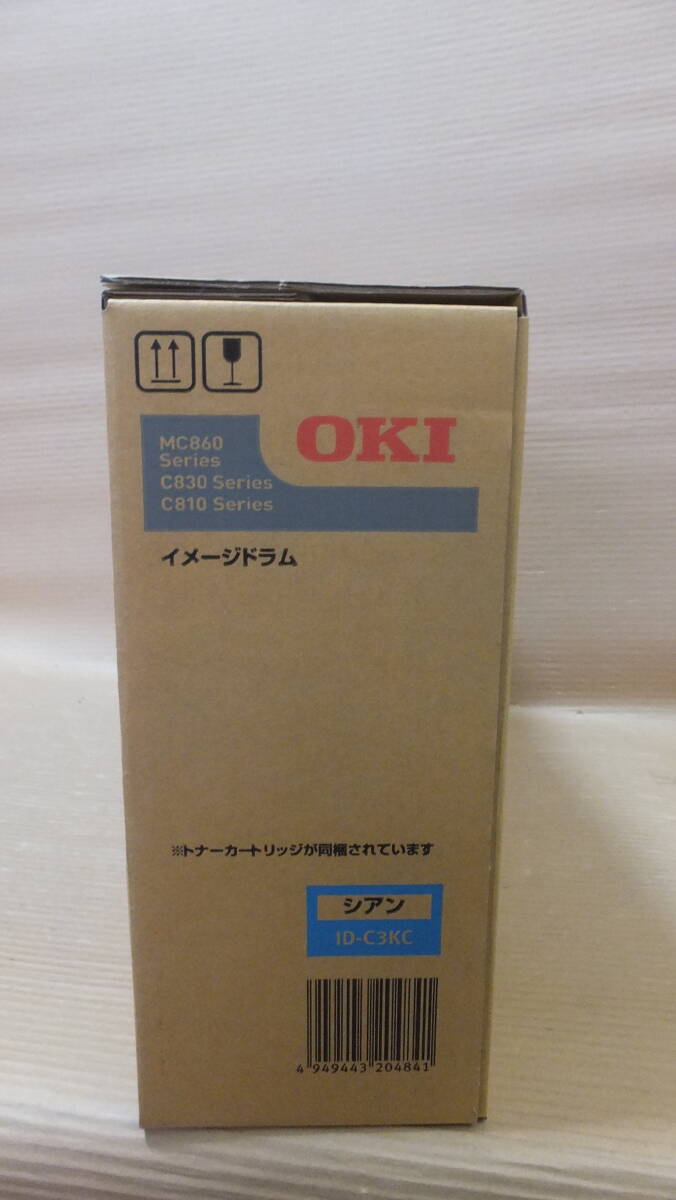 OKI
MC860
Series
C830 Series
C810 Series
イメージドラム
※トナーカートリッジが同梱されています
シアン
ID-C3KC
4 949443 204841